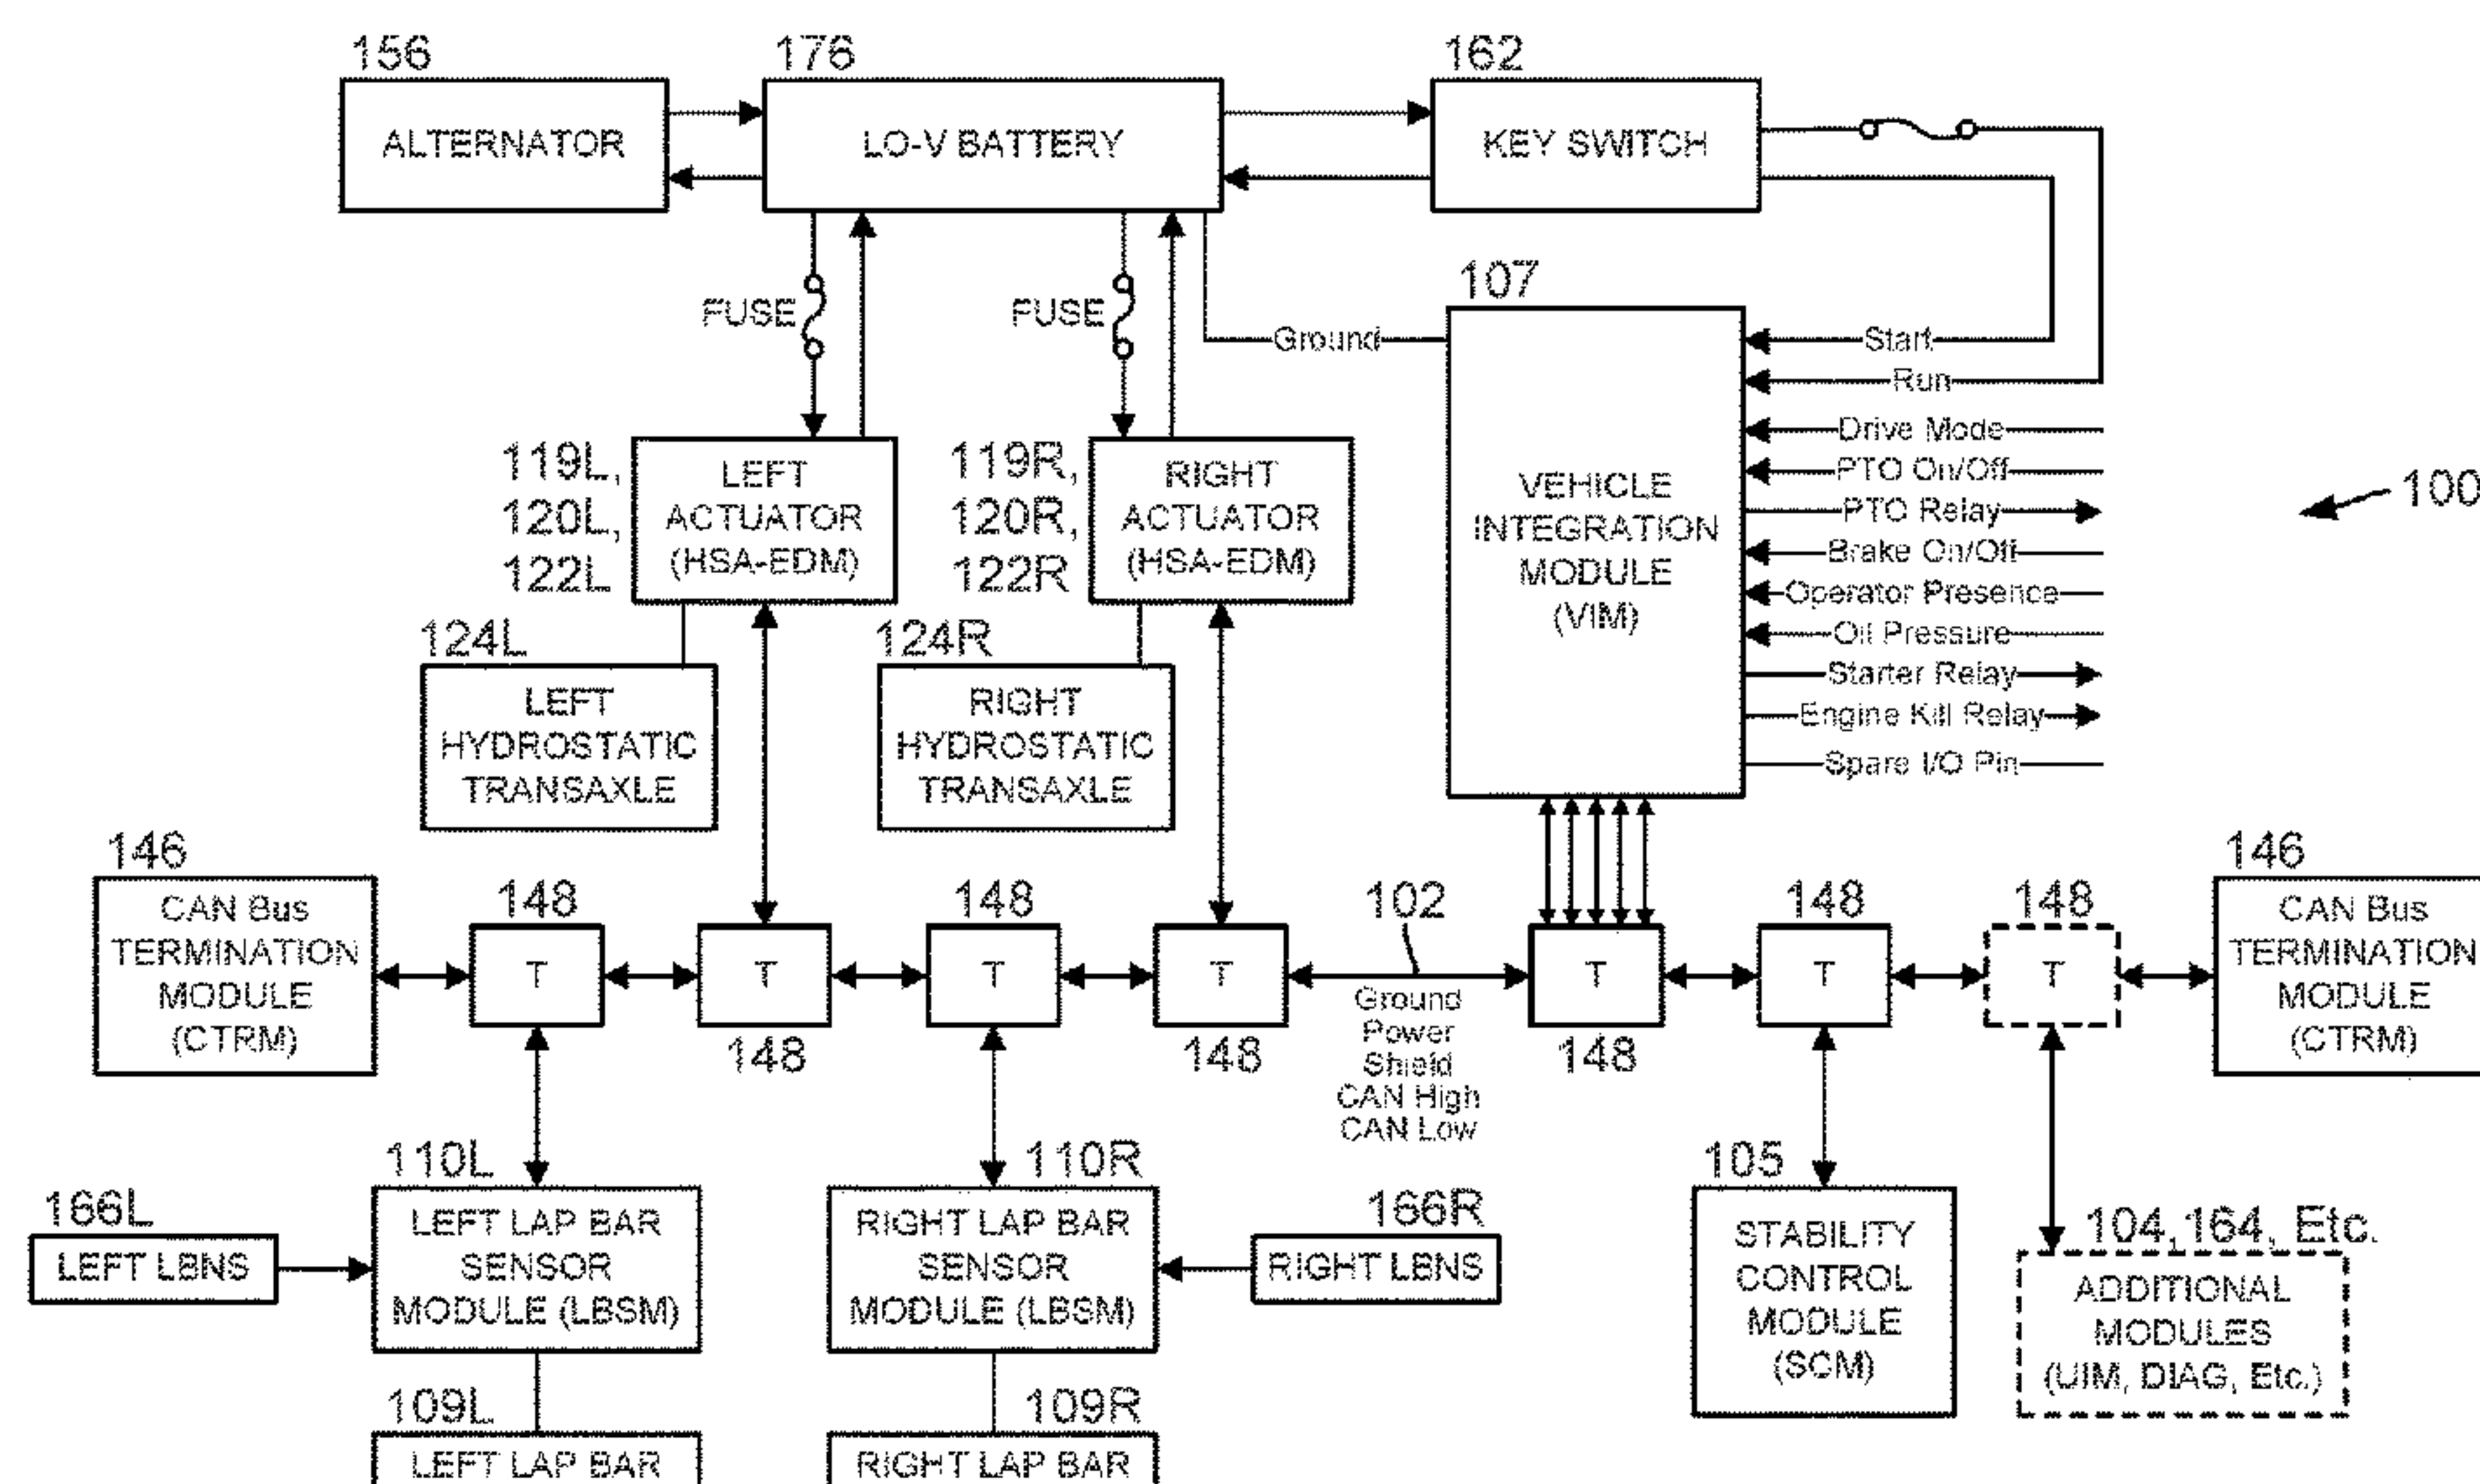 156
ALTERNATOR
176
LO-V BATTERY
162
KEY SWITCH
FUSE
FUSE
Ground
107
VEHICLE
INTEGRATION
MODULE
(VIM)
Start
Run
Drive Mode
PTO On/Off
PTO Relay
Brake On/Off
Operator Presence
Oil Pressure
Starter Relay
Engine Kill Relay
Spare I/O Pin
100
119L,
120L,
122L
LEFT
ACTUATOR
(HSA-EDM)
119R,
120R,
122R
RIGHT
ACTUATOR
(HSA-EDM)
124L
LEFT
HYDROSTATIC
TRANSAXLE
124R
RIGHT
HYDROSTATIC
TRANSAXLE
146
CAN Bus
TERMINATION
MODULE
(CTRM)
148
T
T
148
148
T
T
148
102
Ground
Power
Shield
CAN High
CAN Low
T
148
148
T
148
T
146
CAN Bus
TERMINATION
MODULE
(CTRM)
166L
LEFT LBNS
110L
LEFT LAP BAR
SENSOR
MODULE (LBSM)
110R
RIGHT LAP BAR
SENSOR
MODULE (LBSM)
166R
RIGHT LBNS
105
STABILITY
CONTROL
MODULE
(SCM)
104, 164, Etc.
ADDITIONAL
MODULES
(UIM, DIAG, Etc.)
109L
LEFT LAP BAR
109R
RIGHT LAP BAR